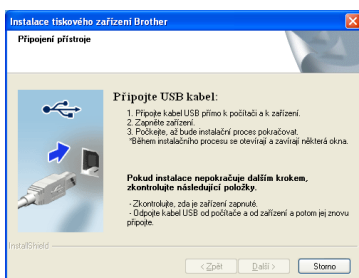 Instalace tiskového zařízení Brother
Připojení přístroje
Připojte USB kabel:
1. Připojte kabel USB přímo k počítači a k zařízení.
2. Zapněte zařízení.
3. Počkejte, až bude instalační proces pokračovat.
*Během instalačního procesu se otevírají a zavírají některá okna.
Pokud instalace nepokračuje dalším krokem,
zkontrolujte následující položky.
- Zkontrolujte, zda je zařízení zapnuté.
- Odpojte kabel USB od počítače a od zařízení a potom jej znovu
připojte.
InstallShield
< Zpět
Další >
Storno